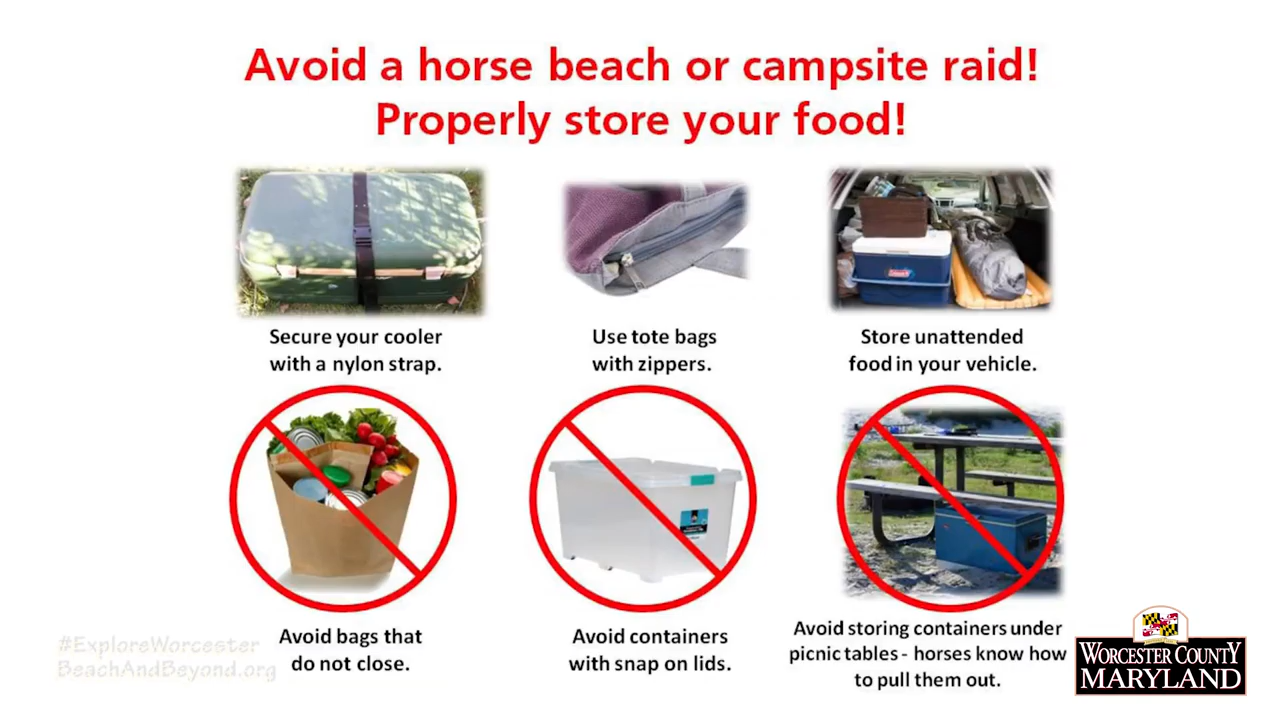 Avoid a horse beach or campsite raid!
Properly store your food!
Secure your cooler
with a nylon strap.
Use tote bags
with zippers.
Store unattended
food in your vehicle.
Coleman
Avoid bags that
do not close.
Avoid containers
with snap on lids.
Avoid storing containers under
picnic tables - horses know how
to pull them out.
#ExploreWorcester
BeachAndBeyond.org
WORCESTER COUNTY
MARYLAND